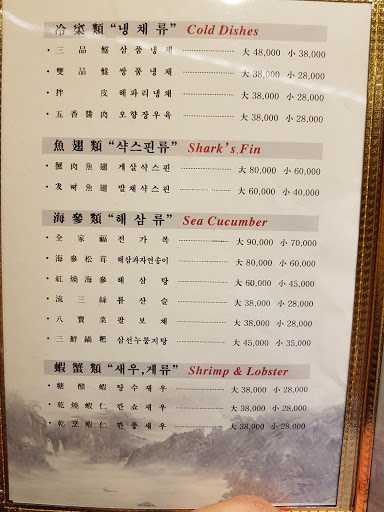 冷菜類 "냉채류" Cold Dishes
• 三品盤 삼품냉채 大 48,000 小 38,000
• 雙品盤 쌍품냉채 大 38,000 小 28,000
• 拌皮 해파리냉채 大 38,000 小 28,000
• 五香醬肉 오향장우육 大 38,000 小 28,000
魚翅類 "샥스핀류" Shark's Fin
• 蟹肉魚翅 게살샥스핀 大 80,000 小 60,000
• 发財魚翅 발채샥스핀 大 60,000 小 40,000
海參類 "해삼류" Sea Cucumber
• 全家福 전가복 大 90,000 小 70,000
• 海參松茸 해삼과자연송이 大 80,000 小 60,000
• 紅燒海參 해삼탕 大 60,000 小 45,000
• 流三絲 류산슬 大 38,000 小 28,000
• 八寶菜 팔보채 大 38,000 小 28,000
• 三鮮鍋粑 삼선누룽지탕 大 45,000 小 35,000
蝦蟹類 "새우,게류" Shrimp & Lobster
• 糖醋蝦 탕수새우 大 38,000 小 28,000
• 乾燒蝦仁 깐쇼새우 大 38,000 小 28,000
• 乾烹蝦仁 깐풍새우 大 38,000 小 28,000